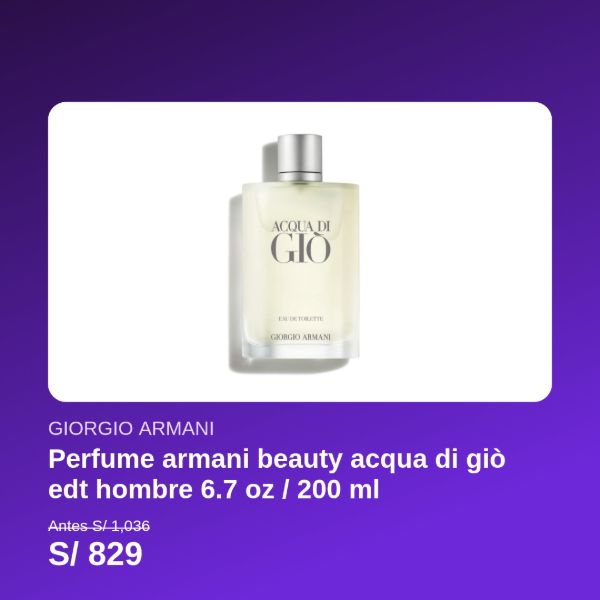 ACQUA DI
GIÒ
EAU DE TOILETTE
GIORGIO ARMANI
GIORGIO ARMANI
Perfume armani beauty acqua di giò
edt hombre 6.7 oz / 200 ml
Antes S/ 1,036
S/ 829